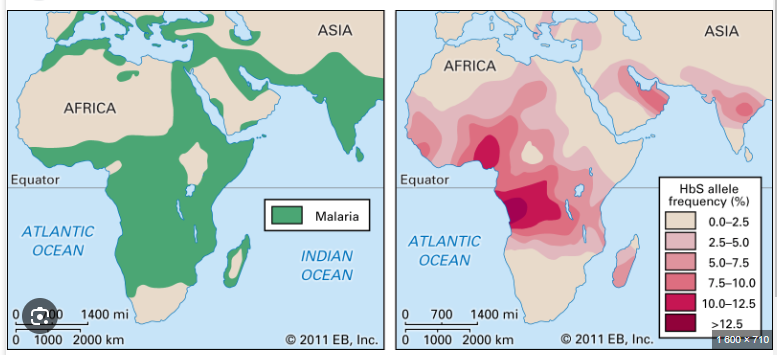 ASIA
AFRICA
Equator
Malaria
ATLANTIC
OCEAN
INDIAN
OCEAN
0 1400 mi
0 1000 2000 km
© 2011 EB, Inc.
ASIA
AFRICA
Equator
HbS allele
frequency (%)
0.0–2.5
2.5–5.0
5.0–7.5
7.5–10.0
10.0–12.5
>12.5
ATLANTIC
OCEAN
0 700 1400 mi
0 1000 2000 km
© 2011 EB, Inc.
1 600 × 710